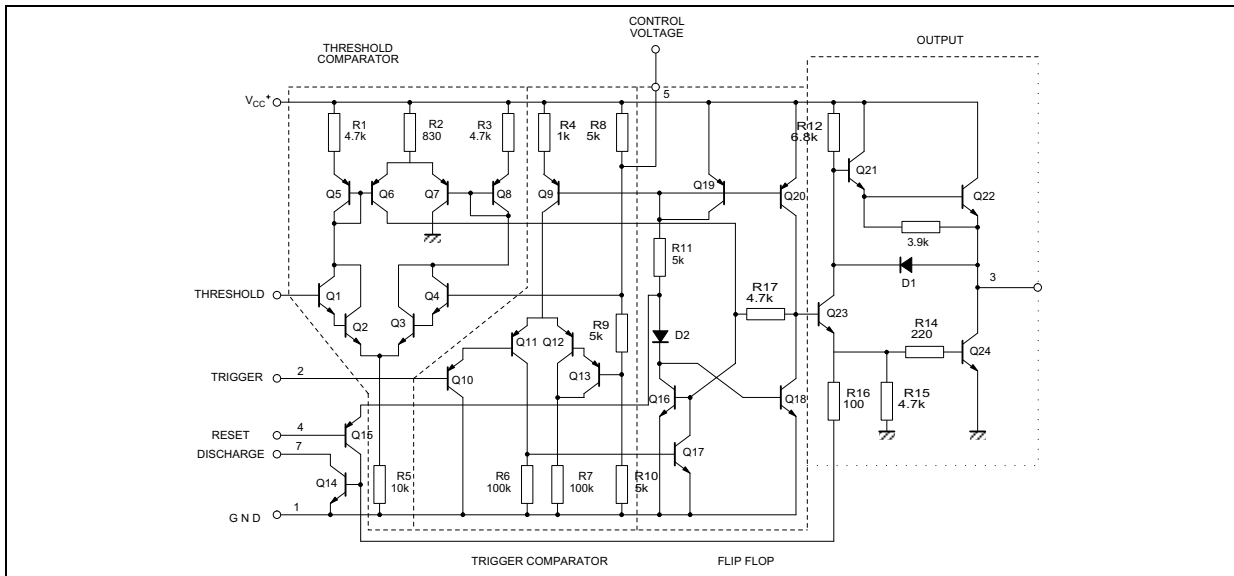 CONTROL
VOLTAGE
OUTPUT
THRESHOLD
COMPARATOR
5
VCC+
R1
4.7k
R2
830
R3
4.7k
R4
1k
R8
5k
R12
6.8k
Q5
Q6
Q7
Q8
Q9
Q19
Q20
Q21
Q22
3.9k
R11
5k
D1
3
THRESHOLD
Q1
Q4
R17
4.7k
Q23
Q2
Q3
R9
5k
D2
R14
220
Q11
Q12
Q24
TRIGGER
2
Q10
Q13
Q16
Q18
R16
100
R15
4.7k
RESET
4
Q15
DISCHARGE
7
Q17
Q14
R5
10k
R6
100k
R7
100k
R10
5k
GND
1
TRIGGER COMPARATOR
FLIP FLOP